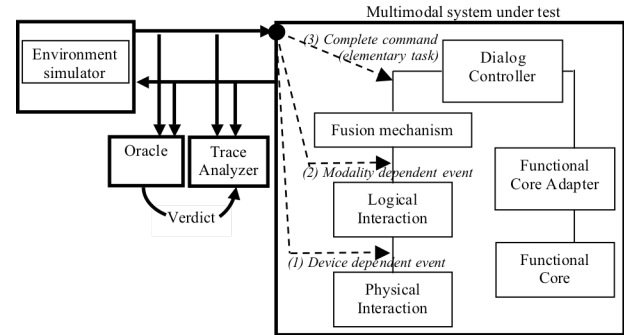 Multimodal system under test
Environment
simulator
(3) Complete command
(elementary task)
Dialog
Controller
Fusion mechanism
Oracle
Trace
Analyzer
(2) Modality dependent event
Functional
Core Adapter
Logical
Interaction
Verdict
(1) Device dependent event
Functional
Core
Physical
Interaction